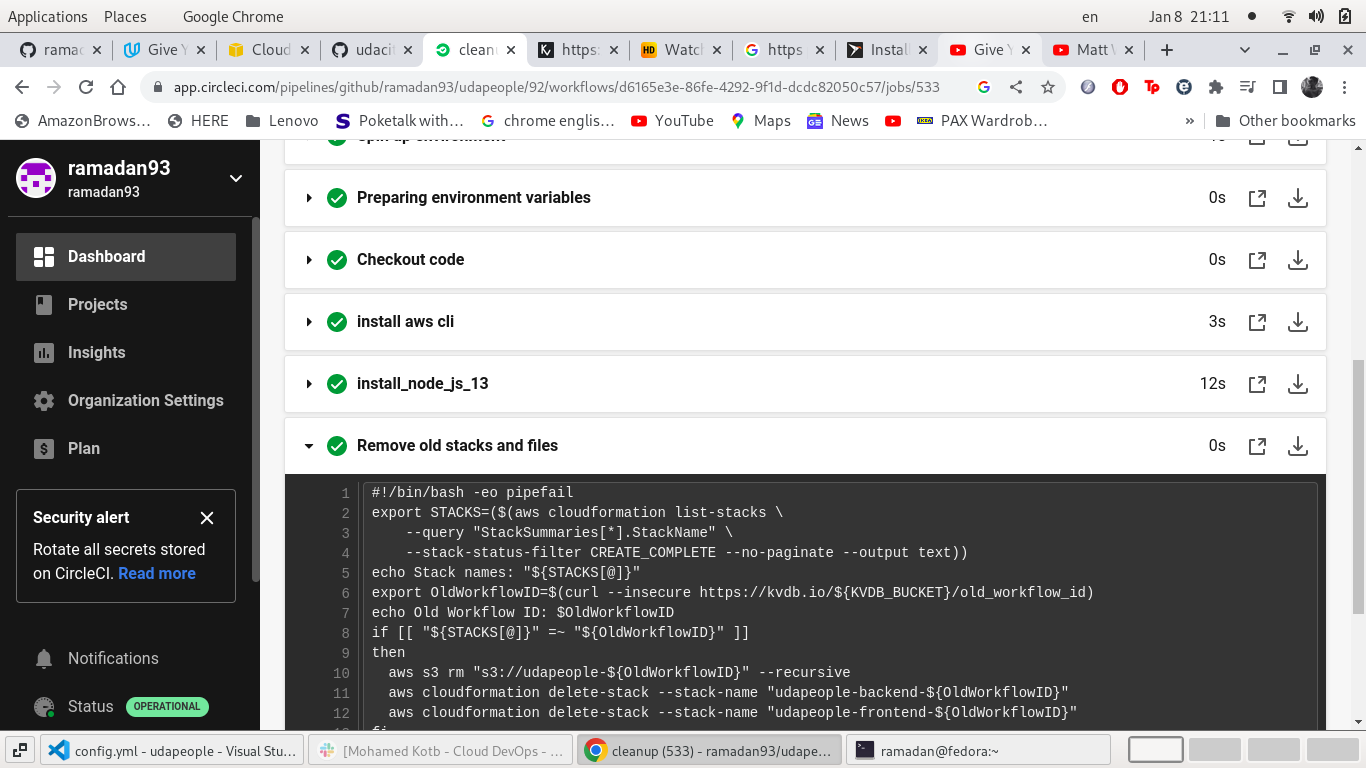 Applications Places Google Chrome en Jan 8 21:11
ramac Give Y Cloud udacit clean https: HD Watch https Install Give Y Matt V
app.circleci.com/pipelines/github/ramadan93/udapeople/92/workflows/d6165e3e-86fe-4292-9f1d-dcdc82050c57/jobs/533
AmazonBrows… HERE Lenovo Poketalk with… chrome englis… YouTube Maps News PAX Wardrob… » Other bookmarks
ramadan93
ramadan93
Dashboard
Projects
Insights
Organization Settings
Plan
Security alert
Rotate all secrets stored
on CircleCI. Read more
Notifications
Status OPERATIONAL
Spin up environment
Preparing environment variables 0s
Checkout code 0s
install aws cli 3s
install_node_js_13 12s
Remove old stacks and files 0s
1 #!/bin/bash -eo pipefail
2 export STACKS=($(aws cloudformation list-stacks \
3 --query "StackSummaries[*].StackName" \
4 --stack-status-filter CREATE_COMPLETE --no-paginate --output text))
5 echo Stack names: "${STACKS[@]}"
6 export OldWorkflowID=$(curl --insecure https://kvdb.io/${KVDB_BUCKET}/old_workflow_id)
7 echo Old Workflow ID: $OldWorkflowID
8 if [[ "${STACKS[@]}" =~ "${OldWorkflowID}" ]]
9 then
10 aws s3 rm "s3://udapeople-${OldWorkflowID}" --recursive
11 aws cloudformation delete-stack --stack-name "udapeople-backend-${OldWorkflowID}"
12 aws cloudformation delete-stack --stack-name "udapeople-frontend-${OldWorkflowID}"
config.yml - udapeople - Visual Stu… [Mohamed Kotb - Cloud DevOps - … cleanup (533) - ramadan93/udape… ramadan@fedora:~